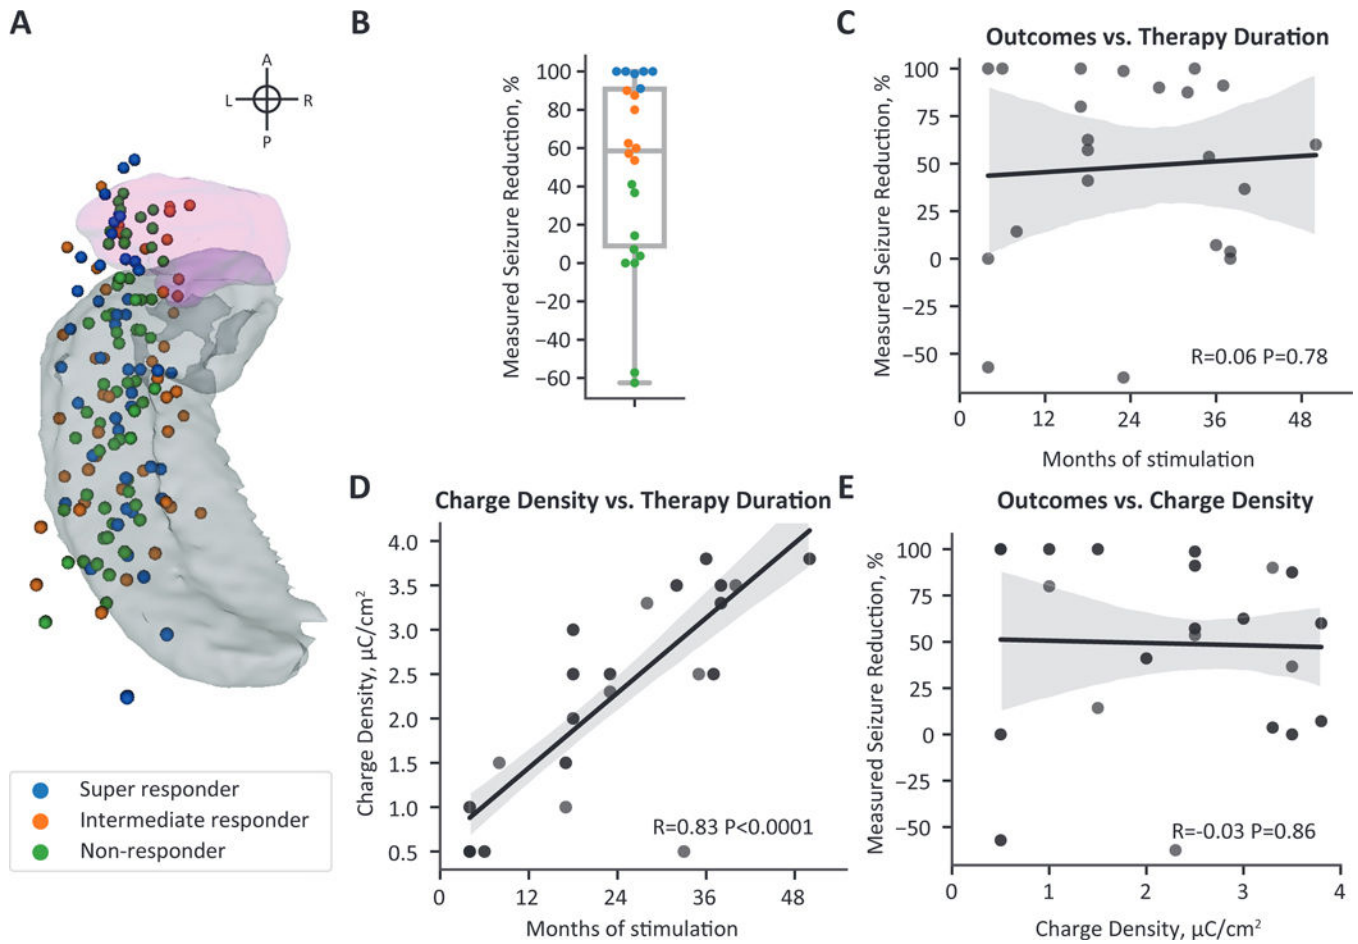 A
A
L
R
P
Super responder
Intermediate responder
Non-responder
B
Measured Seizure Reduction, %
100
80
60
40
20
0
−20
−40
−60
C
Outcomes vs. Therapy Duration
Measured Seizure Reduction, %
100
75
50
25
0
−50
R=0.06 P=0.78
0 12 24 36 48
Months of stimulation
D
Charge Density vs. Therapy Duration
Charge Density, µC/cm²
4.0
3.5
3.0
2.5
2.0
1.5
1.0
0.5
R=0.83 P<0.0001
0 12 24 36 48
Months of stimulation
E
Outcomes vs. Charge Density
Measured Seizure Reduction, %
100
75
50
25
0
−25
−50
R=-0.03 P=0.86
0 1 2 3 4
Charge Density, µC/cm²